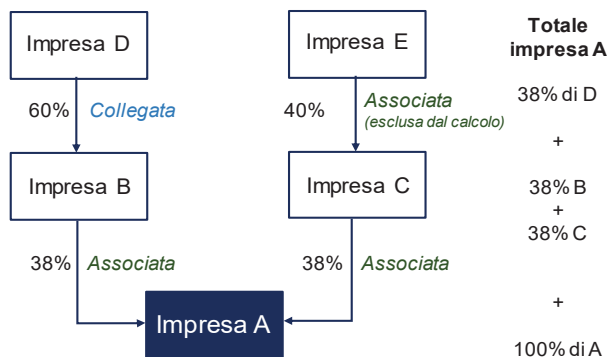 Impresa D
Impresa E
Totale
impresa A
60%
Collegata
40%
Associata
(esclusa dal calcolo)
38% di D
+
Impresa B
Impresa C
38% B
+
38% C
38%
Associata
38%
Associata
+
Impresa A
100% di A